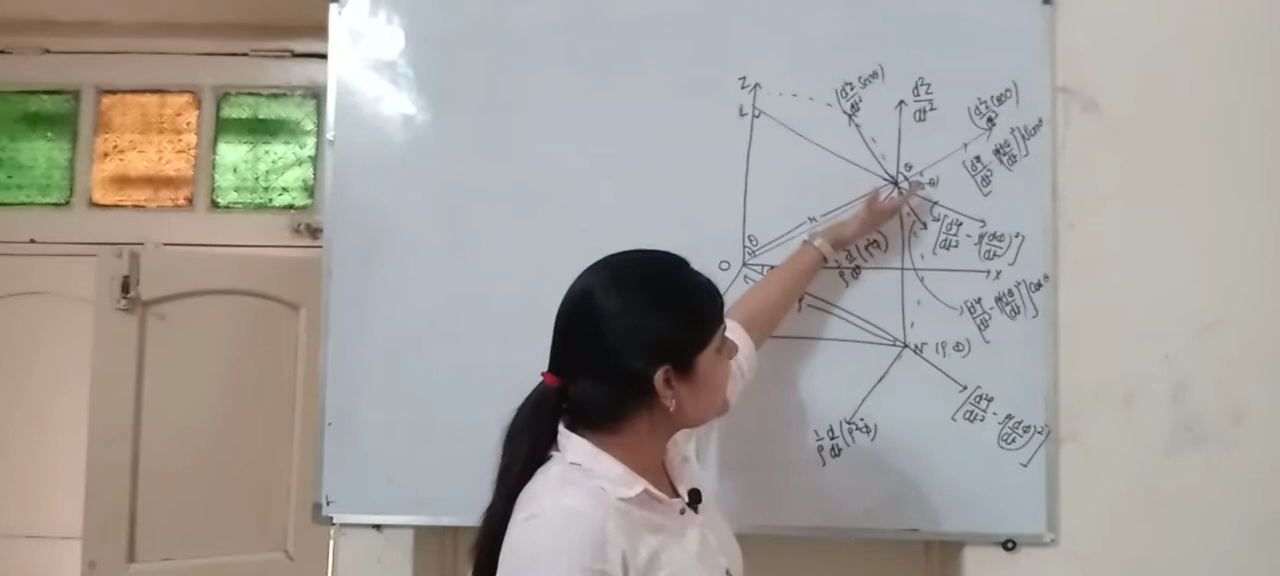 Z
L
(d²z/dt² sinθ)
d²z/dt²
(d²z/dt² cosθ)
[d²ρ/dt² - ρ(dφ/dt)²] sinθ
θ
r
O
[d²ρ/dt² - ρ(dφ/dt)²]
1/ρ d/dt (ρ²φ̇)
X
[d²ρ/dt² - ρ(dφ/dt)²] cosθ
ρ
N (ρ, Φ)
[d²ρ/dt² - ρ(dφ/dt)²]
1/ρ d/dt (ρ²φ̇)